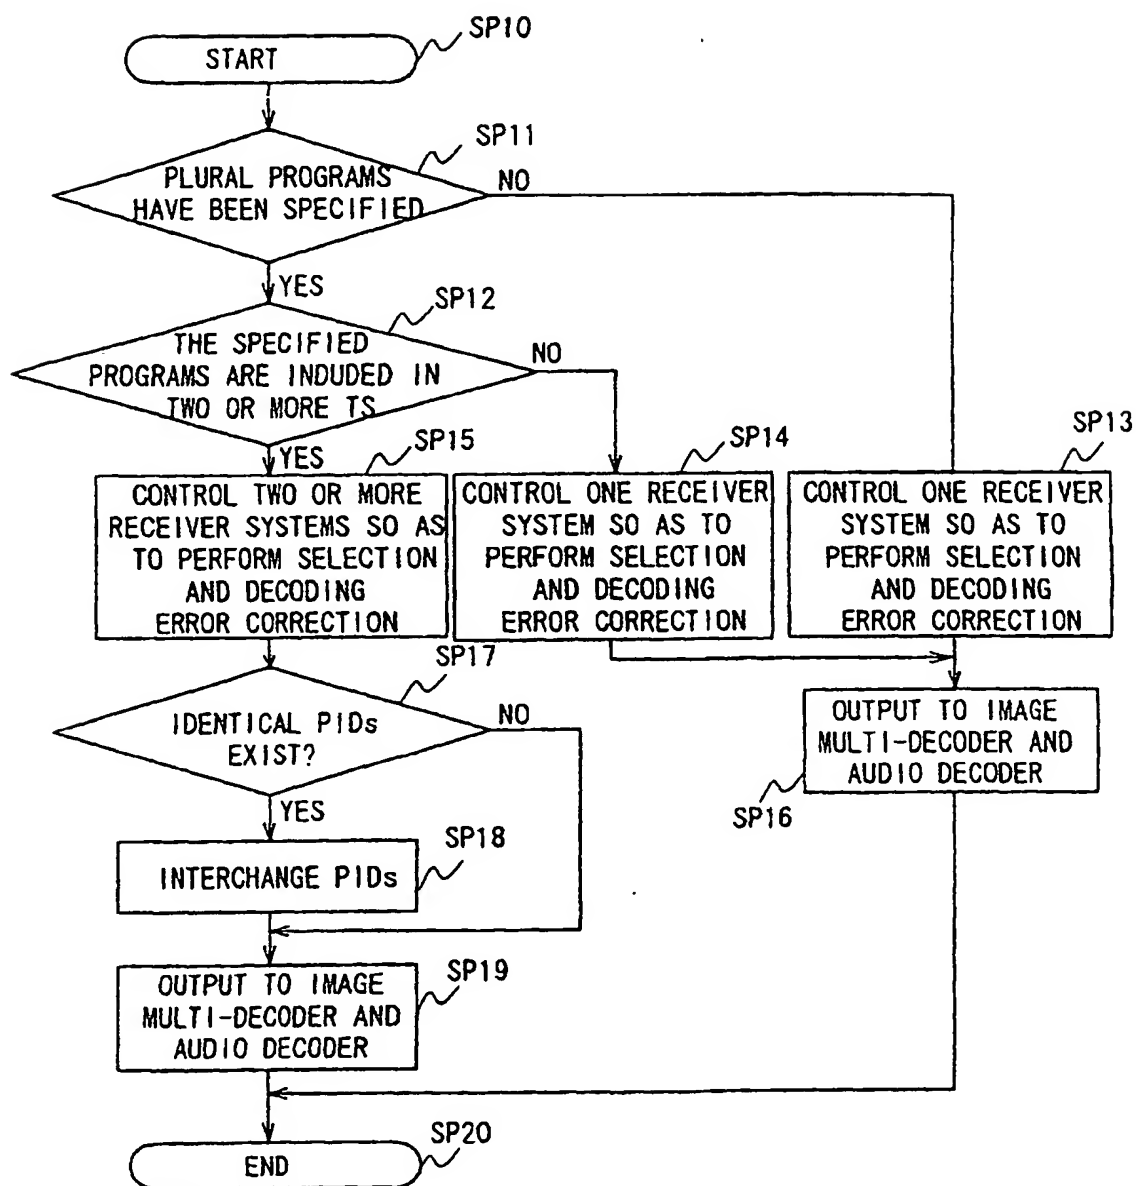 SP10
START
SP11
PLURAL PROGRAMS
HAVE BEEN SPECIFIED
NO
YES
SP12
THE SPECIFIED
PROGRAMS ARE INDUDED IN
TWO OR MORE TS
NO
YES
SP15
CONTROL TWO OR MORE
RECEIVER SYSTEMS SO AS
TO PERFORM SELECTION
AND DECODING
ERROR CORRECTION
SP14
CONTROL ONE RECEIVER
SYSTEM SO AS TO
PERFORM SELECTION
AND DECODING
ERROR CORRECTION
SP13
CONTROL ONE RECEIVER
SYSTEM SO AS TO
PERFORM SELECTION
AND DECODING
ERROR CORRECTION
SP17
IDENTICAL PIDs
EXIST?
NO
YES
OUTPUT TO IMAGE
MULTI-DECODER AND
AUDIO DECODER
SP16
SP18
INTERCHANGE PIDs
SP19
OUTPUT TO IMAGE
MULTI-DECODER AND
AUDIO DECODER
SP20
END